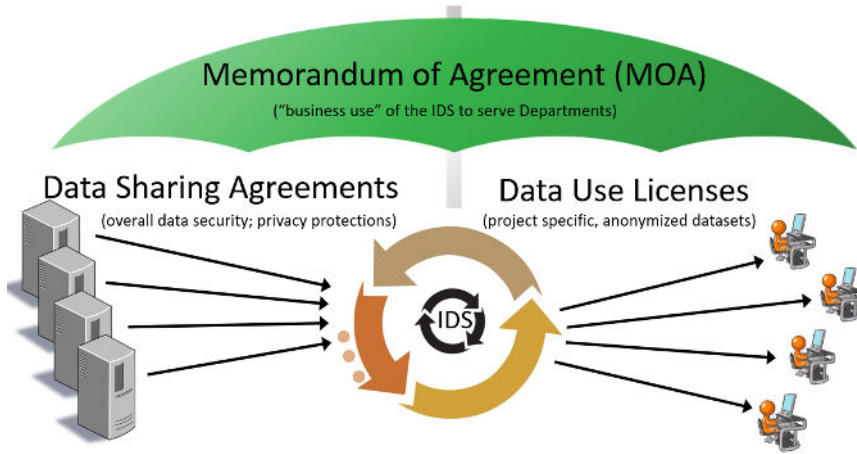 Memorandum of Agreement (MOA)
("business use" of the IDS to serve Departments)
Data Sharing Agreements
(overall data security; privacy protections)
Data Use Licenses
(project specific, anonymized datasets)
IDS